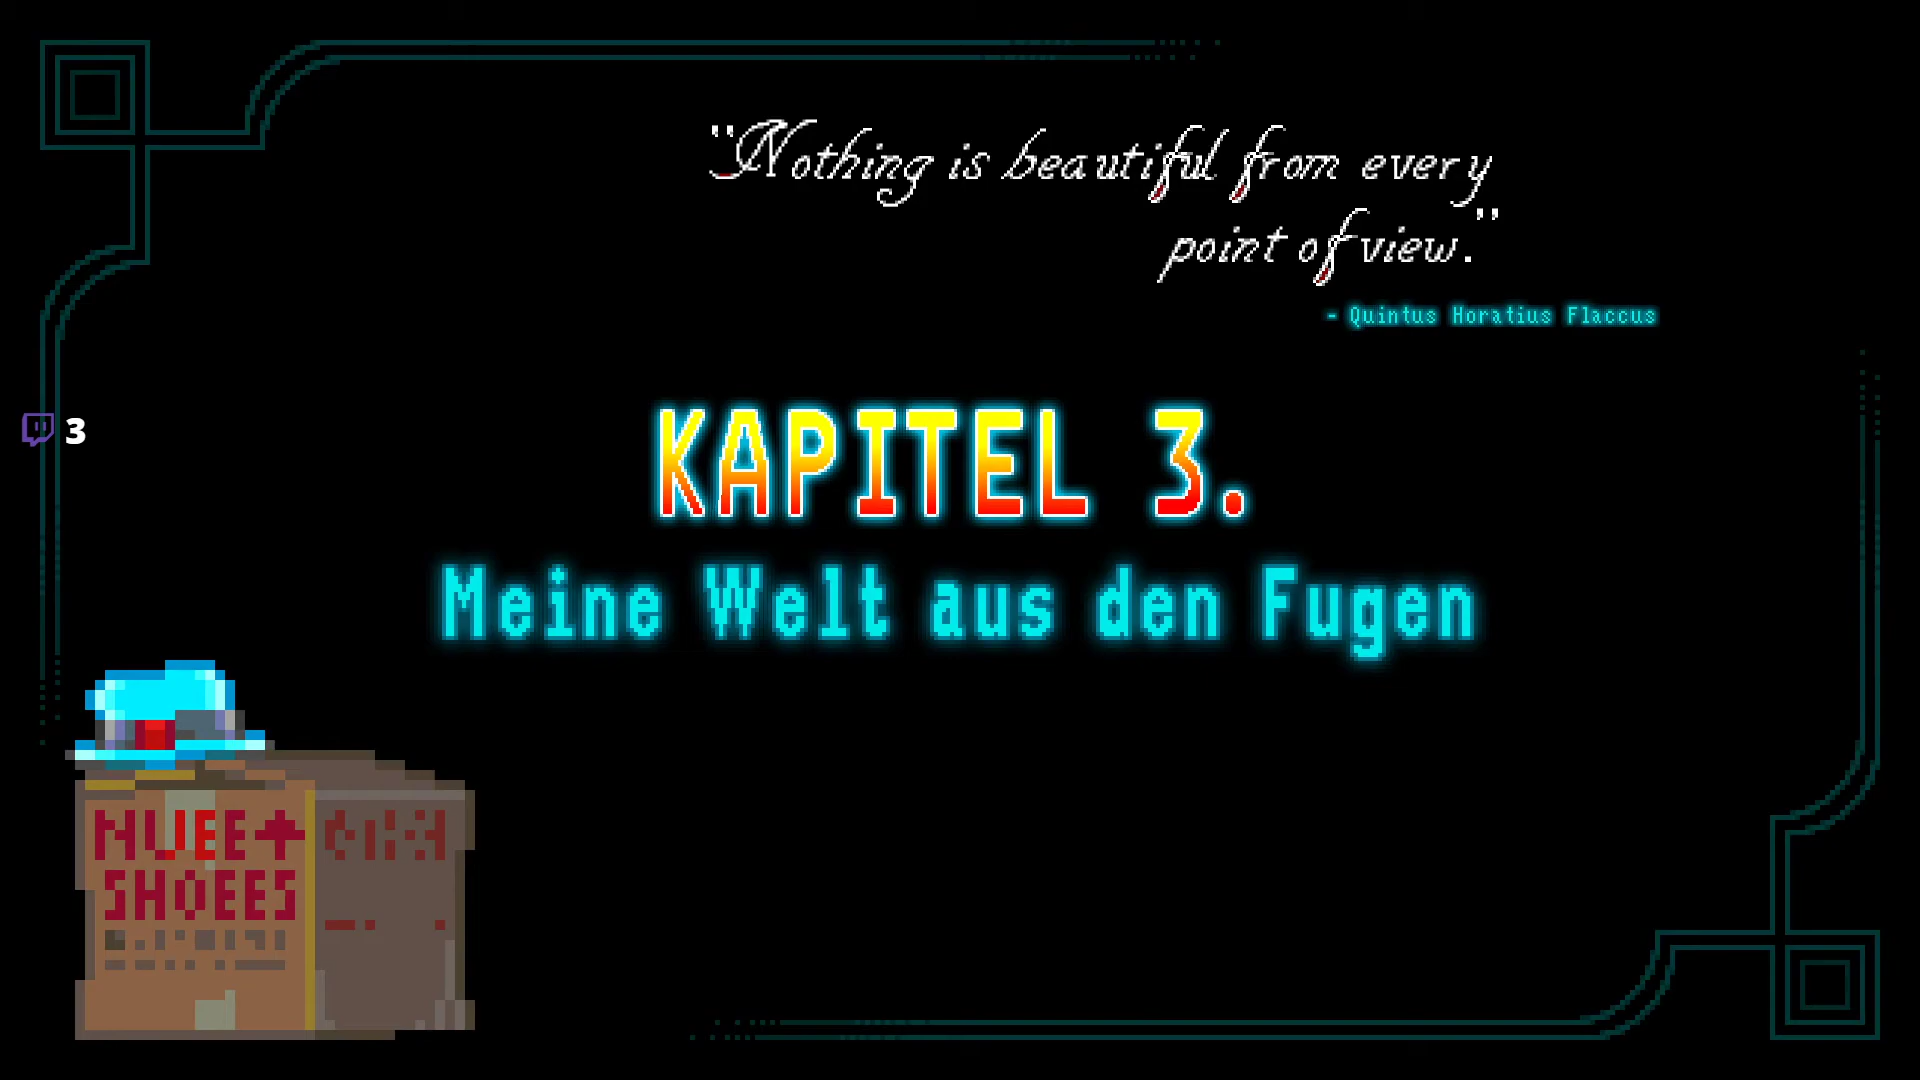 "Nothing is beautiful from every
point of view."
- Quintus Horatius Flaccus
3
KAPITEL 3.
Meine Welt aus den Fugen
SHOEES